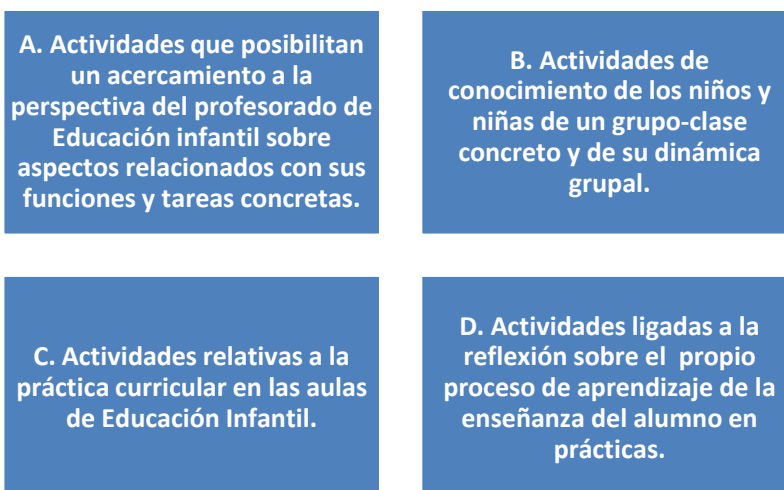 A. Actividades que posibilitan
un acercamiento a la
perspectiva del profesorado de
Educación infantil sobre
aspectos relacionados con sus
funciones y tareas concretas.
B. Actividades de
conocimiento de los niños y
niñas de un grupo-clase
concreto y de su dinámica
grupal.
C. Actividades relativas a la
práctica curricular en las aulas
de Educación Infantil.
D. Actividades ligadas a la
reflexión sobre el propio
proceso de aprendizaje de la
enseñanza del alumno en
prácticas.